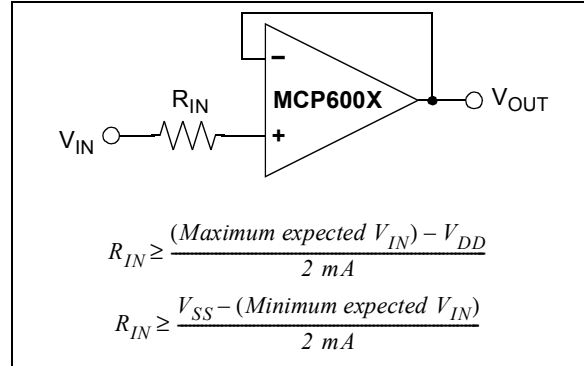 −
R_IN
MCP600X
V_OUT
V_IN
+
R_IN ≥ (Maximum expected V_IN) − V_DD
2 mA
R_IN ≥ V_SS − (Minimum expected V_IN)
2 mA